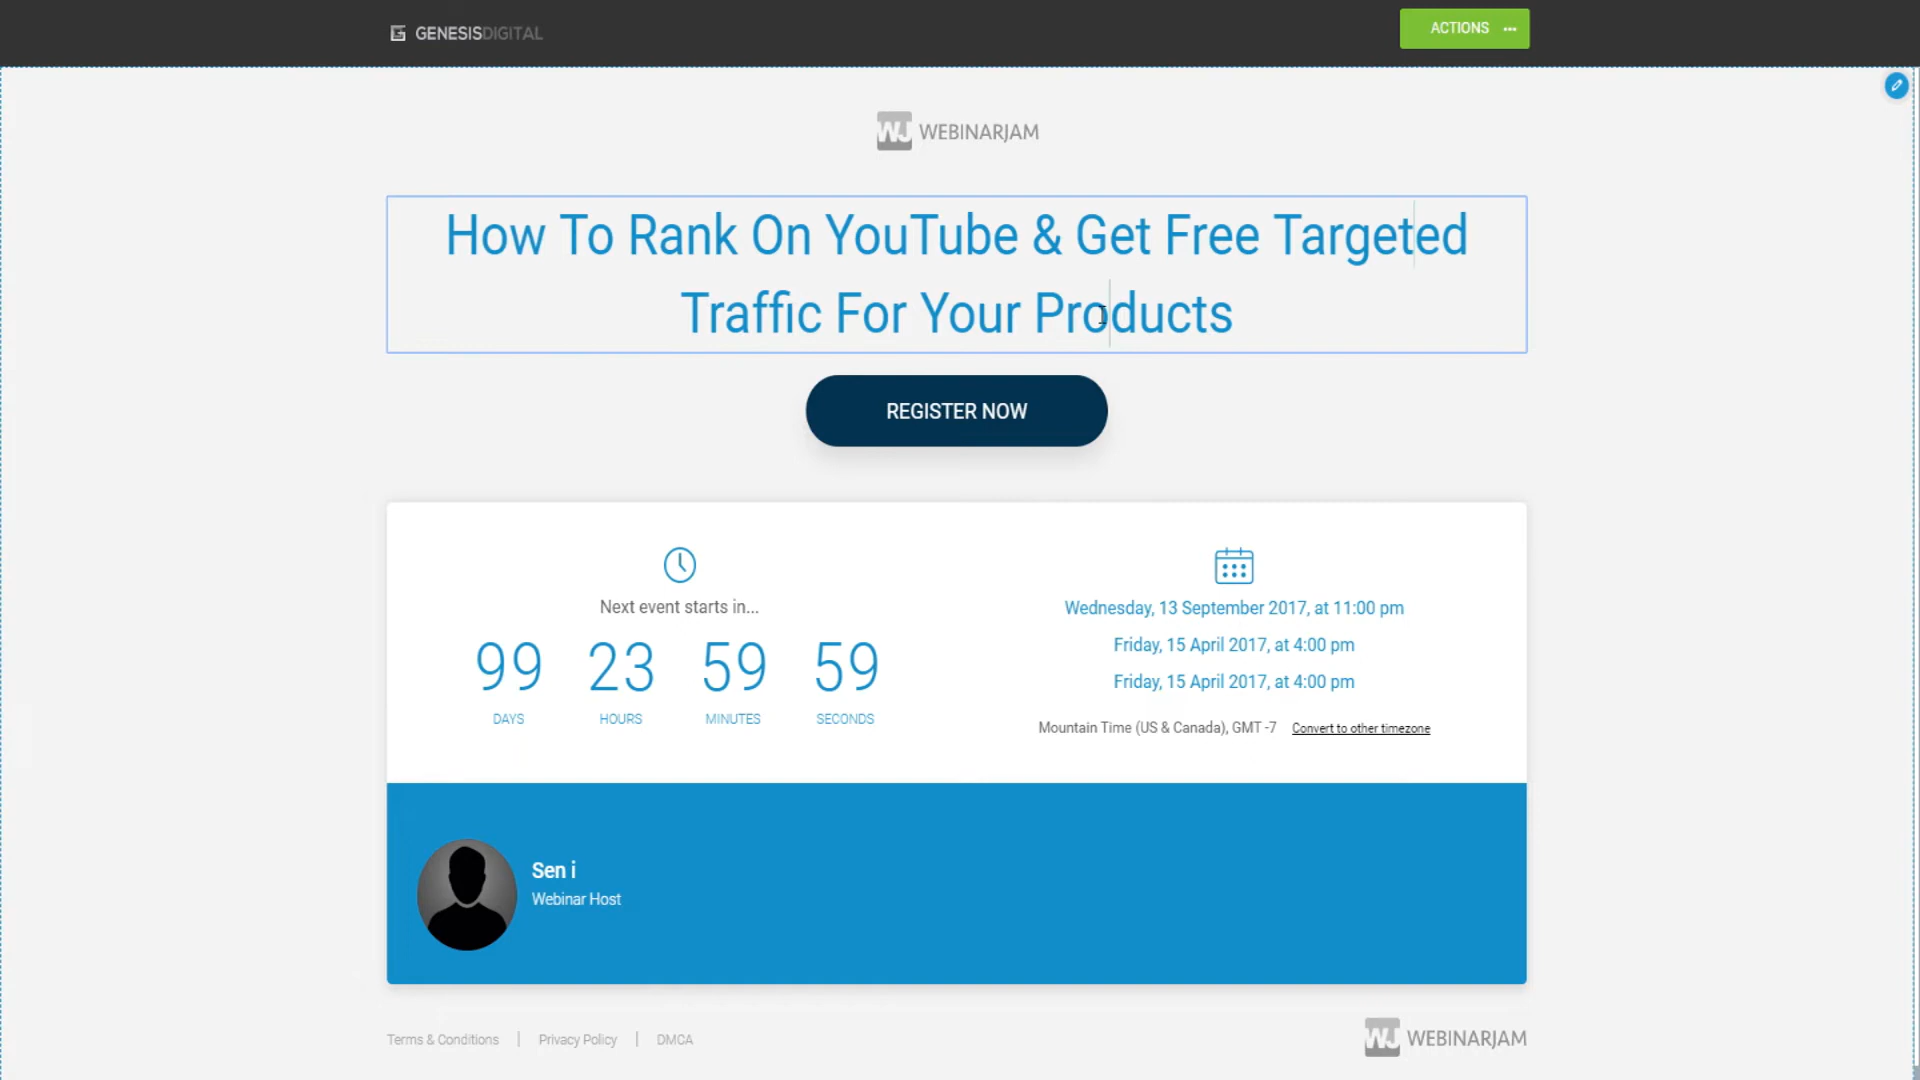 GENESISDIGITAL
ACTIONS ...
WJ WEBINARJAM
How To Rank On YouTube & Get Free Targeted
Traffic For Your Products
REGISTER NOW
Next event starts in...
99 23 59 59
DAYS HOURS MINUTES SECONDS
Wednesday, 13 September 2017, at 11:00 pm
Friday, 15 April 2017, at 4:00 pm
Friday, 15 April 2017, at 4:00 pm
Mountain Time (US & Canada), GMT -7 Convert to other timezone
Sen i
Webinar Host
Terms & Conditions | Privacy Policy | DMCA
WJ WEBINARJAM